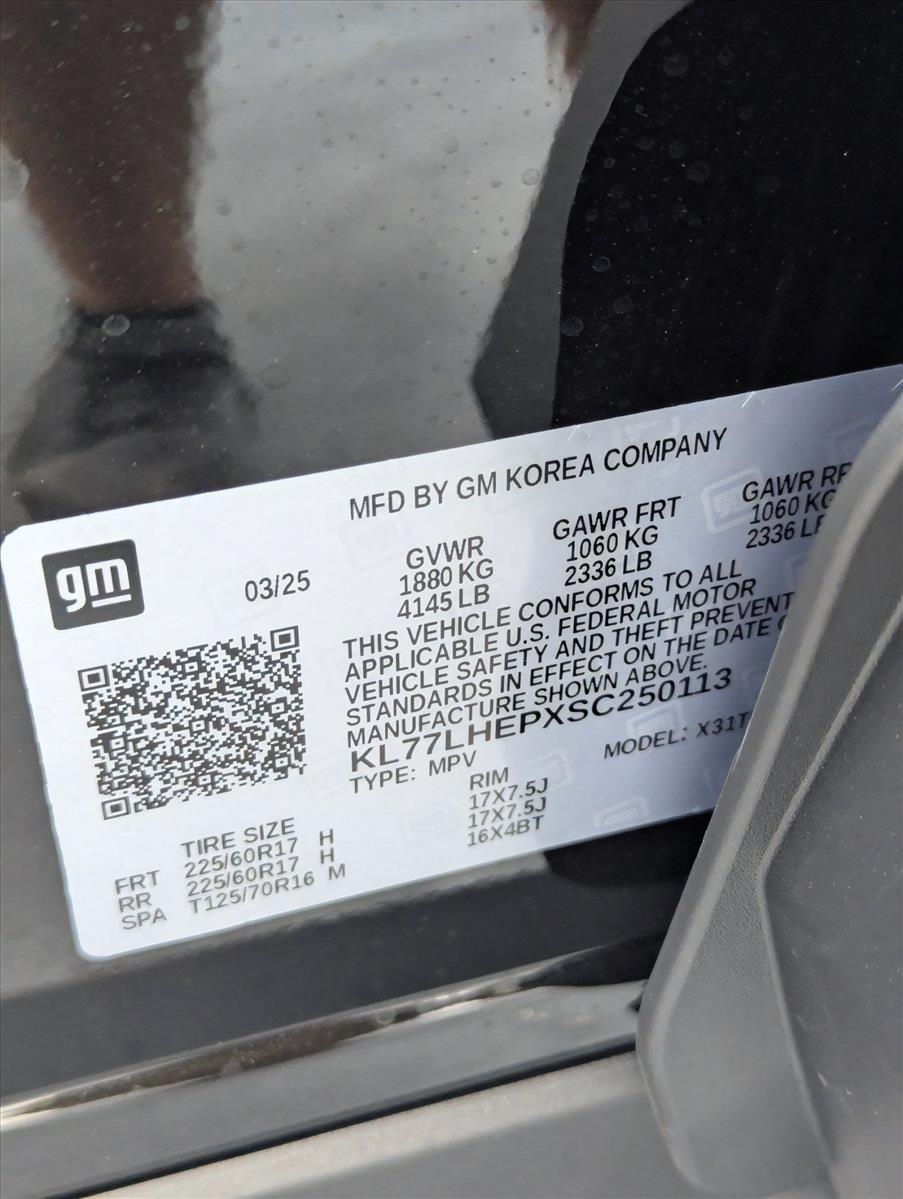 MFD BY GM KOREA COMPANY
gm
03/25
GVWR
1880 KG
4145 LB
GAWR FRT
1060 KG
2336 LB
GAWR
1060 KG
2336
THIS VEHICLE CONFORMS TO ALL
APPLICABLE U.S. FEDERAL MOTOR
VEHICLE SAFETY AND THEFT PREVENT
STANDARDS IN EFFECT ON THE DATE
MANUFACTURE SHOWN ABOVE.
KL77LHEPXSC250113
TYPE: MPV
MODEL: X31T
TIRE SIZE
RIM
FRT 225/60R17 H 17X7.5J
RR 225/60R17 H 17X7.5J
SPA T125/70R16 M 16X4BT